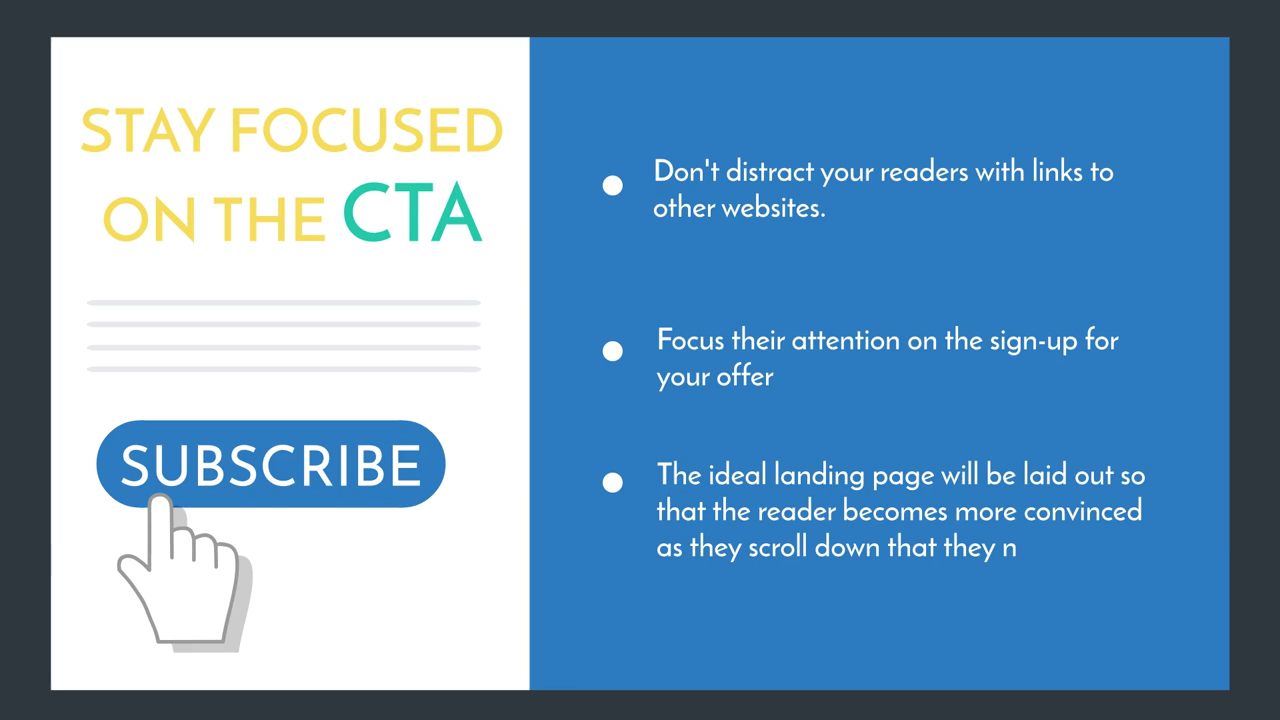 STAY FOCUSED
ON THE CTA
SUBSCRIBE
Don't distract your readers with links to
other websites.
Focus their attention on the sign-up for
your offer
The ideal landing page will be laid out so
that the reader becomes more convinced
as they scroll down that they n